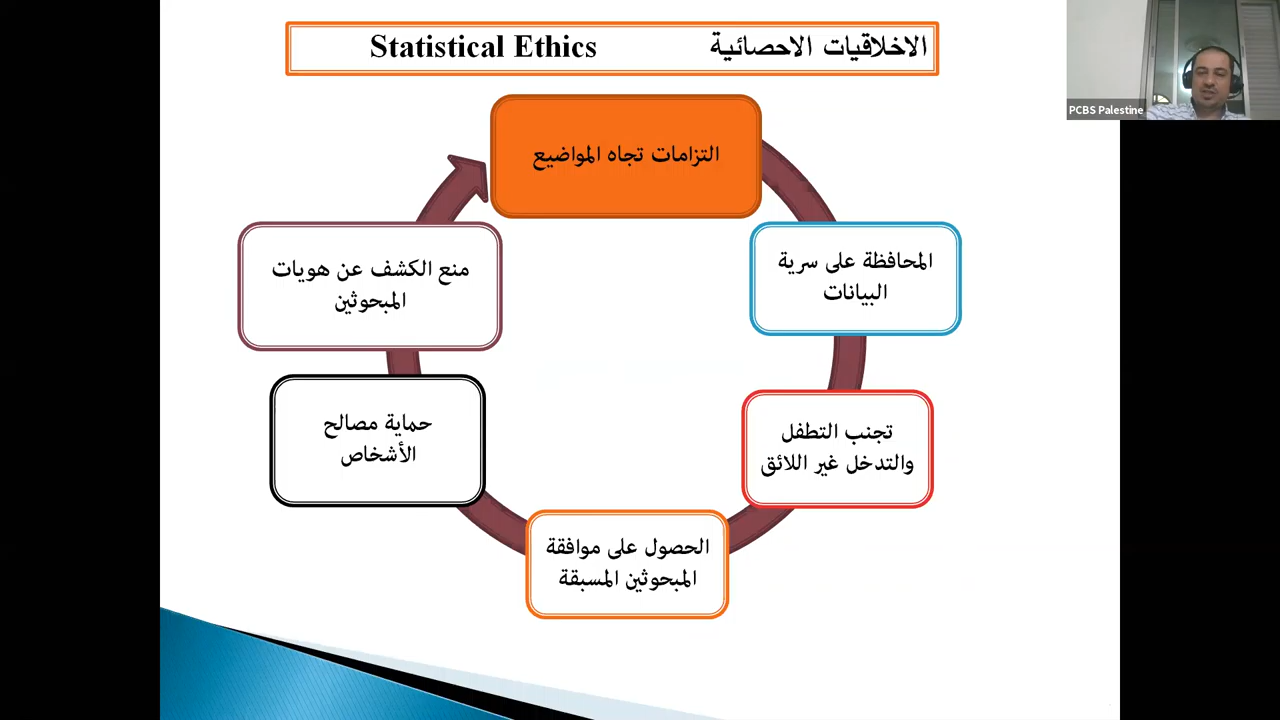 الاخلاقيات الاحصائية Statistical Ethics
PCBS Palestine
التزامات تجاه المواضيع
المحافظة على سرية
البيانات
تجنب التطفل
والتدخل غير اللائق
الحصول على موافقة
المبحوثين المسبقة
حماية مصالح
الأشخاص
منع الكشف عن هويات
المبحوثين